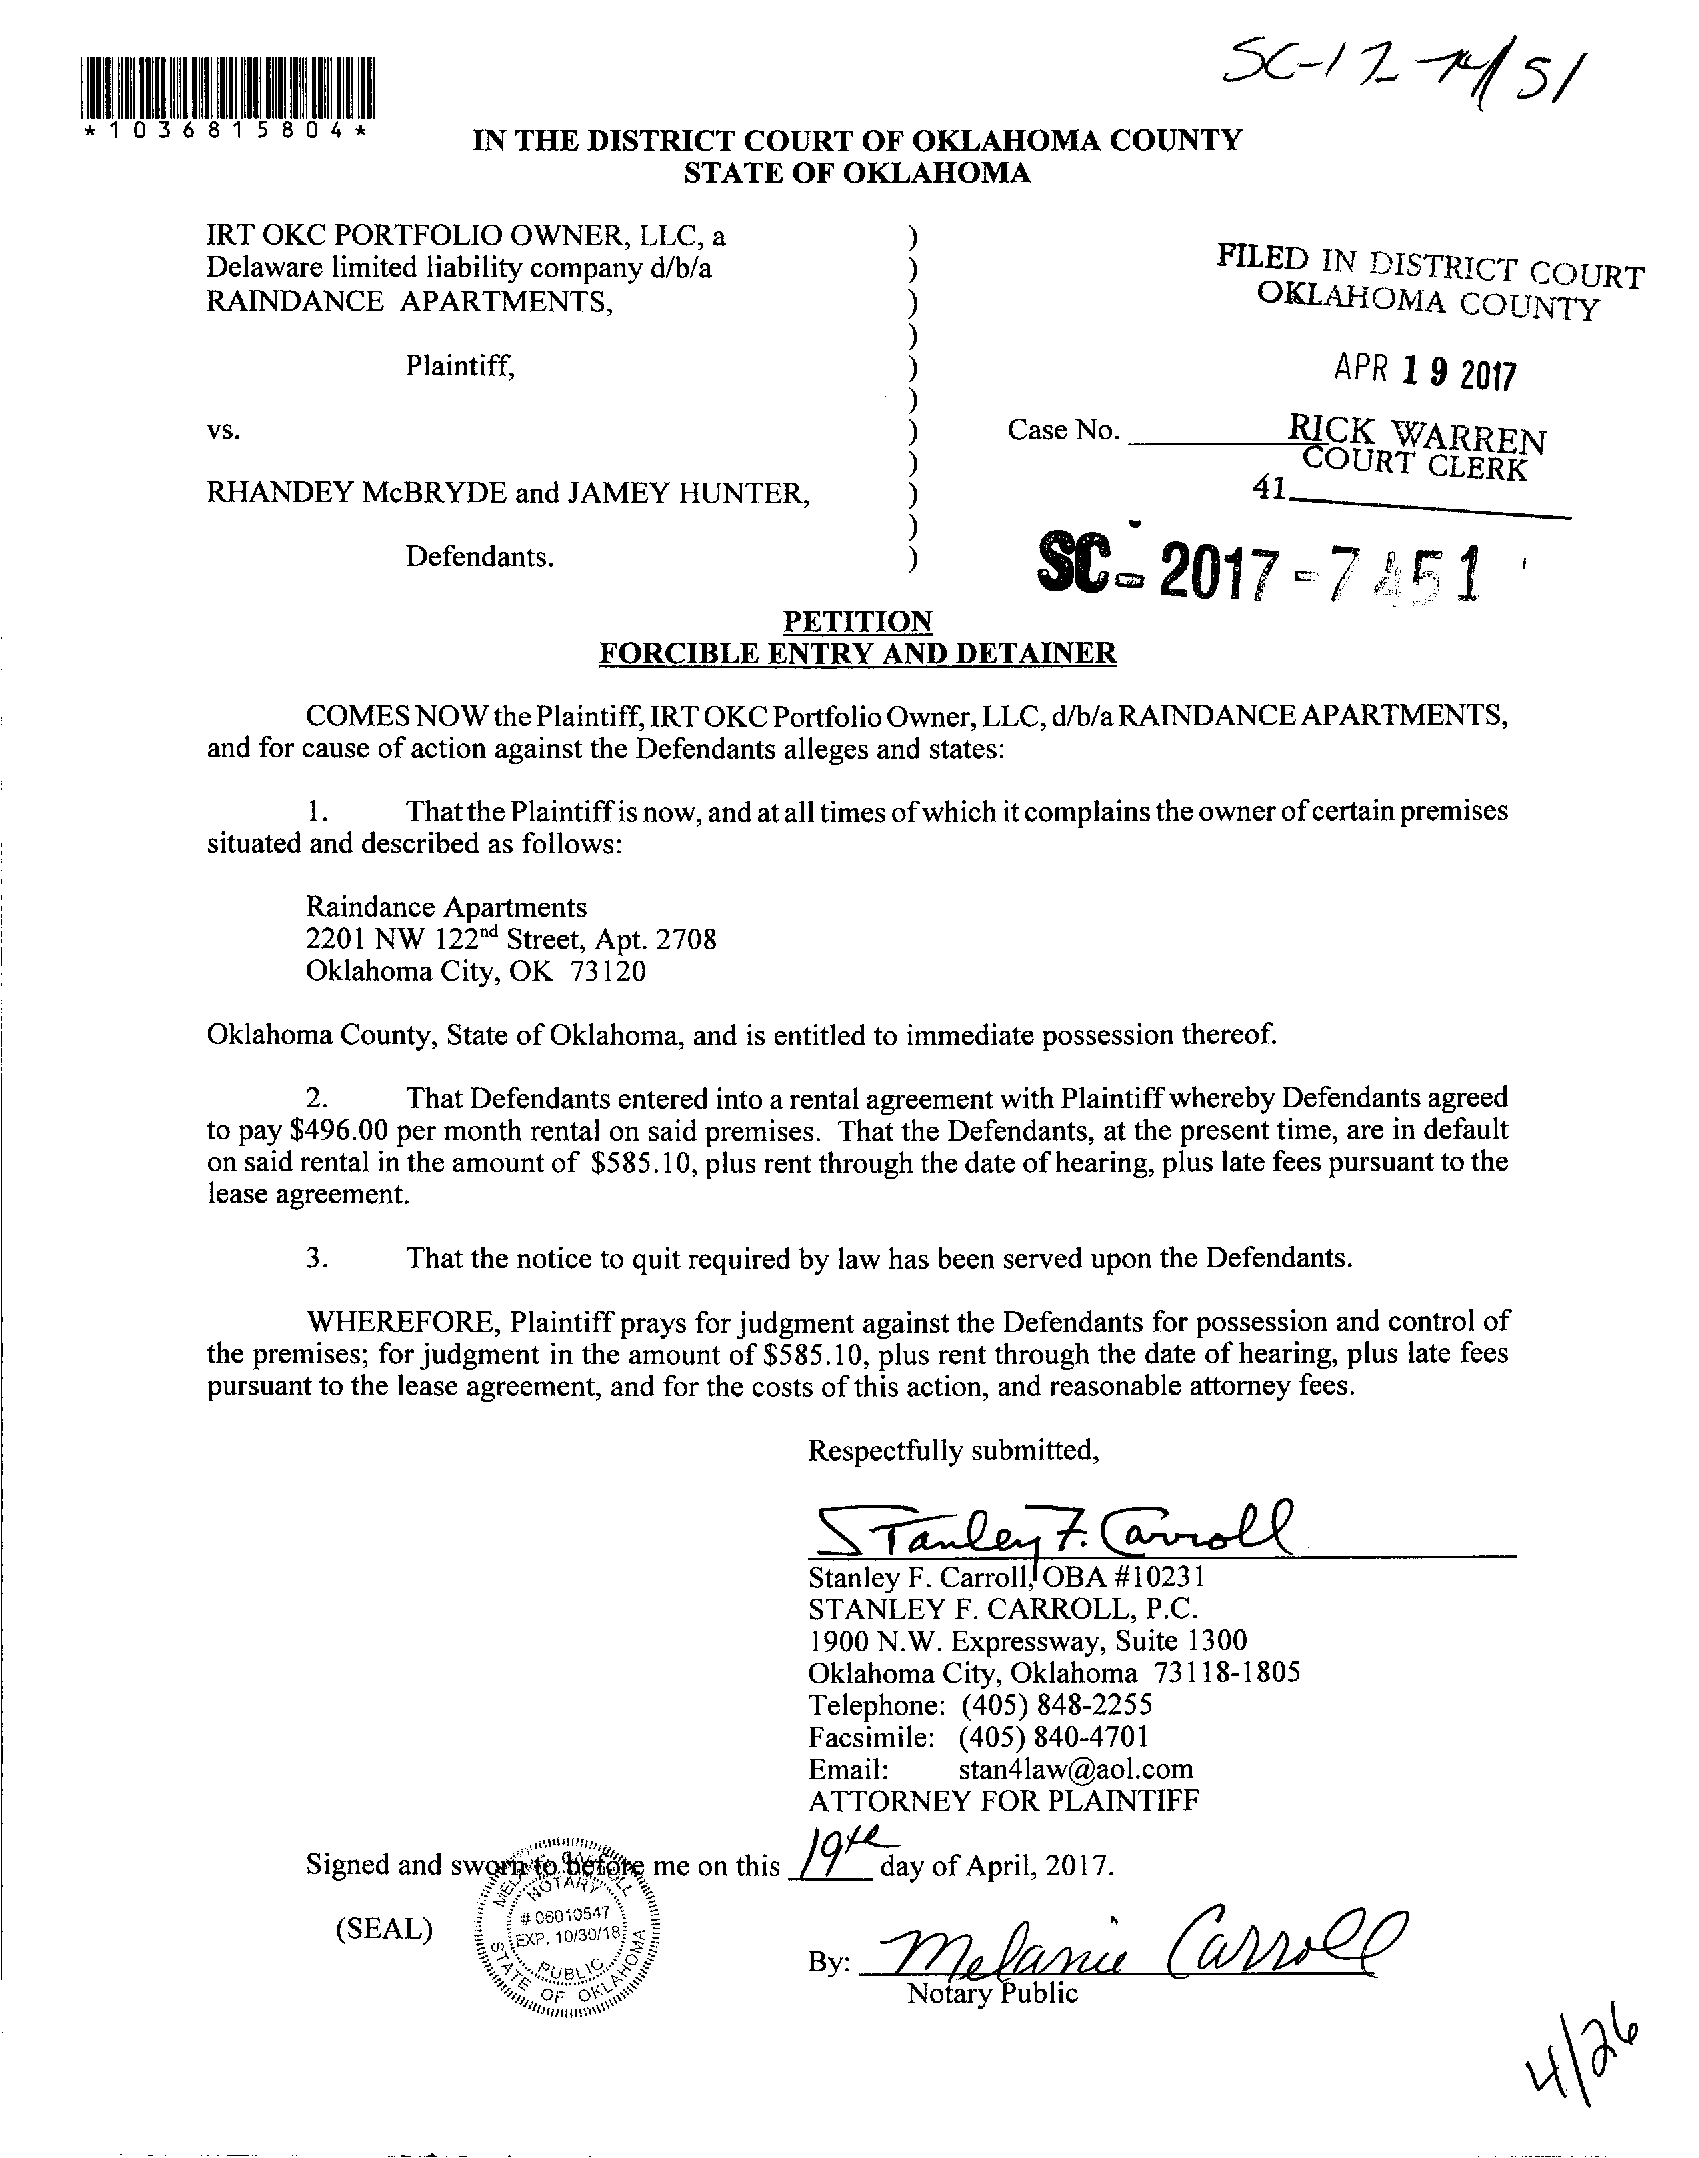 SC-17-7451
*1036815804*
IN THE DISTRICT COURT OF OKLAHOMA COUNTY
STATE OF OKLAHOMA
IRT OKC PORTFOLIO OWNER, LLC, a )
Delaware limited liability company d/b/a )
RAINDANCE APARTMENTS, )
)
Plaintiff, )
)
vs. )
)
RHANDEY McBRYDE and JAMEY HUNTER, )
)
Defendants. )
FILED IN DISTRICT COURT
OKLAHOMA COUNTY
APR 19 2017
Case No. RICK WARREN
COURT CLERK
41
SC-2017-7451
PETITION
FORCIBLE ENTRY AND DETAINER
COMES NOW the Plaintiff, IRT OKC Portfolio Owner, LLC, d/b/a RAINDANCE APARTMENTS,
and for cause of action against the Defendants alleges and states:
1. That the Plaintiff is now, and at all times of which it complains the owner of certain premises
situated and described as follows:
Raindance Apartments
2201 NW 122nd Street, Apt. 2708
Oklahoma City, OK 73120
Oklahoma County, State of Oklahoma, and is entitled to immediate possession thereof.
2. That Defendants entered into a rental agreement with Plaintiff whereby Defendants agreed
to pay $496.00 per month rental on said premises. That the Defendants, at the present time, are in default
on said rental in the amount of $585.10, plus rent through the date of hearing, plus late fees pursuant to the
lease agreement.
3. That the notice to quit required by law has been served upon the Defendants.
WHEREFORE, Plaintiff prays for judgment against the Defendants for possession and control of
the premises; for judgment in the amount of $585.10, plus rent through the date of hearing, plus late fees
pursuant to the lease agreement, and for the costs of this action, and reasonable attorney fees.
Respectfully submitted,
Stanley F. Carroll
Stanley F. Carroll, OBA #10231
STANLEY F. CARROLL, P.C.
1900 N.W. Expressway, Suite 1300
Oklahoma City, Oklahoma 73118-1805
Telephone: (405) 848-2255
Facsimile: (405) 840-4701
Email: stan4law@aol.com
ATTORNEY FOR PLAINTIFF
Signed and sworn to before me on this 19th day of April, 2017.
(SEAL)
NOTARY
# 06010547
EXP. 10/30/18
PUBLIC
STATE OF OKLAHOMA
By: Melanie Carroll
Notary Public
4/26